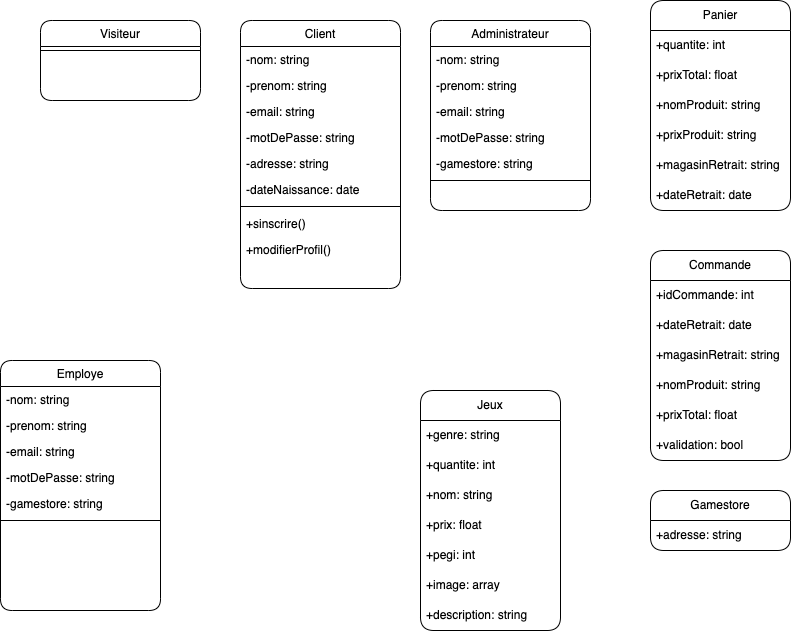 Visiteur
Client
-nom: string
-prenom: string
-email: string
-motDePasse: string
-adresse: string
-dateNaissance: date
+sinscrire()
+modifierProfil()
Administrateur
-nom: string
-prenom: string
-email: string
-motDePasse: string
-gamestore: string
Panier
+quantite: int
+prixTotal: float
+nomProduit: string
+prixProduit: string
+magasinRetrait: string
+dateRetrait: date
Commande
+idCommande: int
+dateRetrait: date
+magasinRetrait: string
+nomProduit: string
+prixTotal: float
+validation: bool
Employe
-nom: string
-prenom: string
-email: string
-motDePasse: string
-gamestore: string
Jeux
+genre: string
+quantite: int
+nom: string
+prix: float
+pegi: int
+image: array
+description: string
Gamestore
+adresse: string